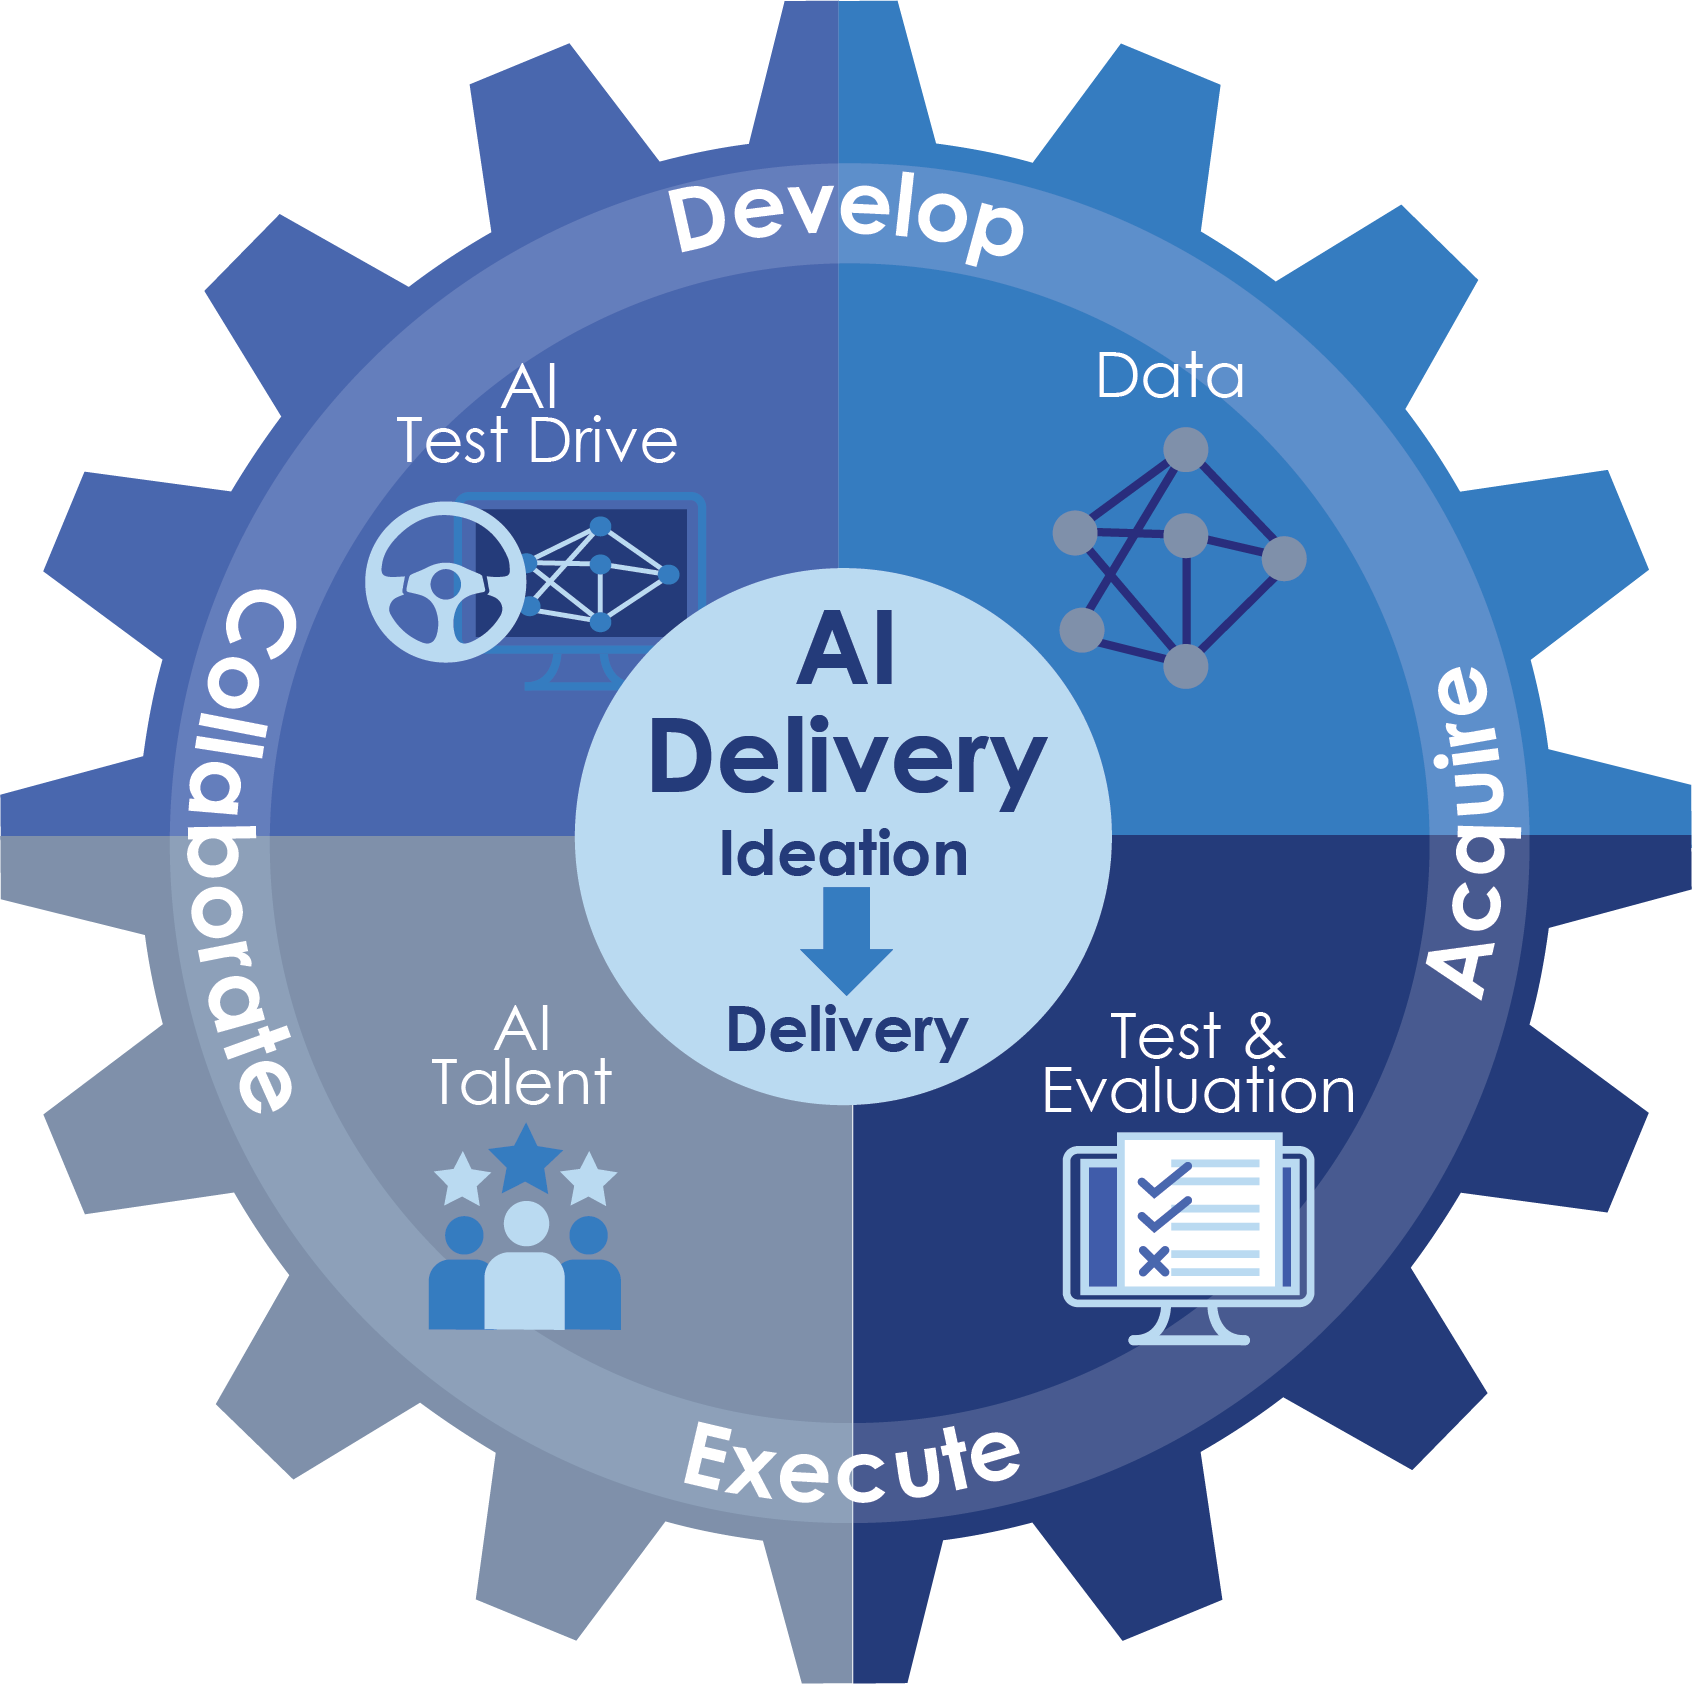 Develop
AI
Test Drive
Data
AI
Delivery
Ideation
Delivery
Collaborate
Acquire
AI
Talent
Test &
Evaluation
Execute